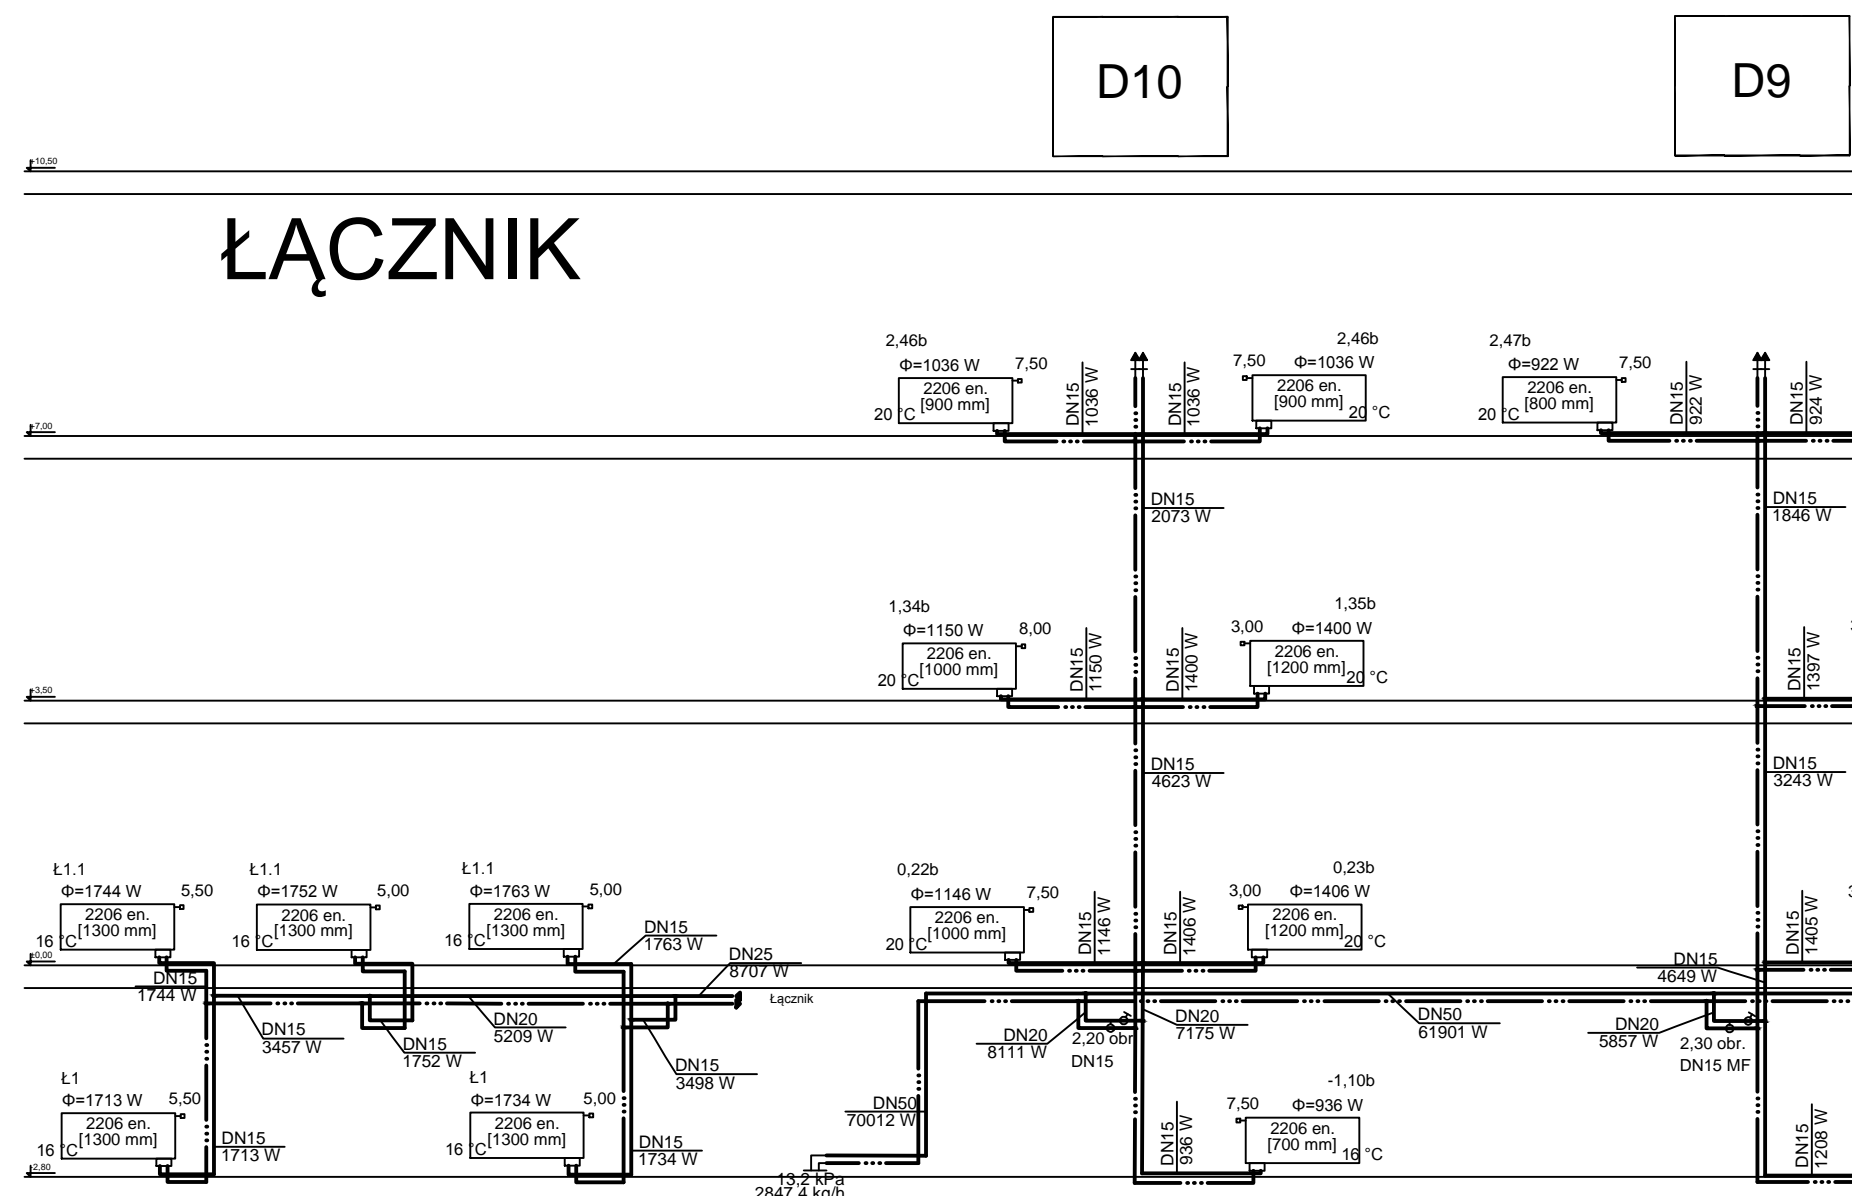 D10
D9
+10,50
ŁĄCZNIK
2,46b
Φ=1036 W
7,50
2206 en.
[900 mm]
20 °C
DN15
1036 W
DN15
1036 W
2,46b
7,50
Φ=1036 W
2206 en.
[900 mm]
20 °C
2,47b
Φ=922 W
7,50
2206 en.
[800 mm]
20 °C
DN15
922 W
DN15
924 W
+7,00
DN15
2073 W
DN15
1846 W
1,34b
Φ=1150 W
8,00
2206 en.
[1000 mm]
20 °C
DN15
1150 W
DN15
1400 W
1,35b
3,00
Φ=1400 W
2206 en.
[1200 mm]
20 °C
DN15
1397 W
+3,50
DN15
4623 W
DN15
3243 W
Ł1.1
Φ=1744 W
5,50
2206 en.
[1300 mm]
16 °C
Ł1.1
Φ=1752 W
5,00
2206 en.
[1300 mm]
16 °C
Ł1.1
Φ=1763 W
5,00
2206 en.
[1300 mm]
16 °C
DN15
1763 W
DN25
8707 W
0,22b
Φ=1146 W
7,50
2206 en.
[1000 mm]
20 °C
DN15
1146 W
DN15
1406 W
0,23b
3,00
Φ=1406 W
2206 en.
[1200 mm]
20 °C
DN15
1405 W
±0,00
DN15
1744 W
DN15
4649 W
Łącznik
DN15
3457 W
DN15
1752 W
DN20
5209 W
DN15
3498 W
DN20
8111 W
2,20 obr
DN15
DN20
7175 W
DN50
61901 W
DN20
5857 W
2,30 obr.
DN15 MF
Ł1
Φ=1713 W
5,50
2206 en.
[1300 mm]
16 °C
DN15
1713 W
Ł1
Φ=1734 W
5,00
2206 en.
[1300 mm]
16 °C
DN15
1734 W
DN50
70012 W
DN15
936 W
-1,10b
7,50
Φ=936 W
2206 en.
[700 mm]
16 °C
DN15
1208 W
-2,80
13,2 kPa
2847,4 kg/h